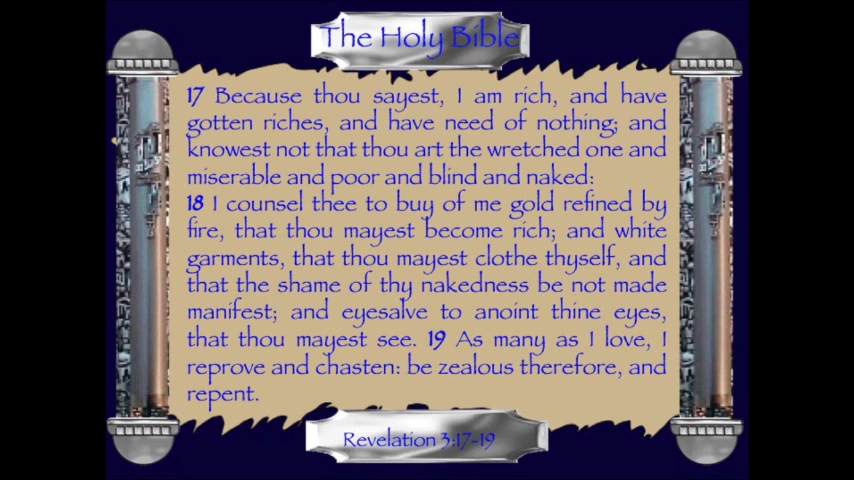 The Holy Bible
17 Because thou sayest, I am rich, and have
gotten riches, and have need of nothing; and
knowest not that thou art the wretched one and
miserable and poor and blind and naked:
18 I counsel thee to buy of me gold refined by
fire, that thou mayest become rich; and white
garments, that thou mayest clothe thyself, and
that the shame of thy nakedness be not made
manifest; and eyesalve to anoint thine eyes,
that thou mayest see. 19 As many as I love, I
reprove and chasten: be zealous therefore, and
repent.
Revelation 3:17-19